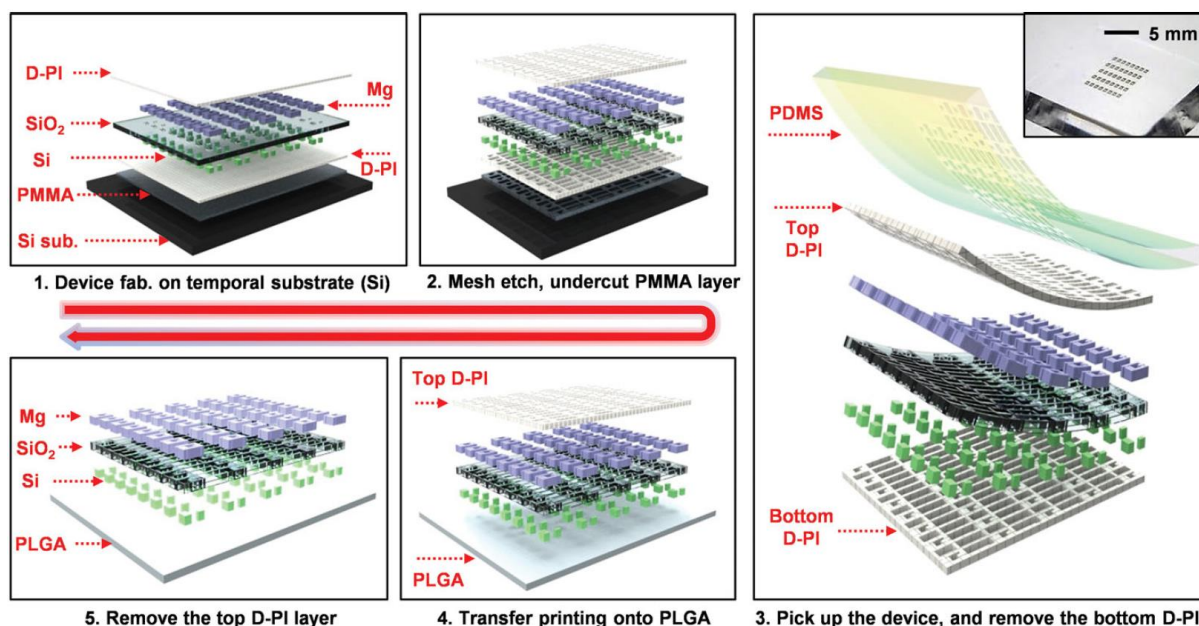 D-PI
Mg
SiO2
Si
D-PI
PMMA
Si sub.
1. Device fab. on temporal substrate (Si)
2. Mesh etch, undercut PMMA layer
5 mm
PDMS
Top
D-PI
Bottom
D-PI
3. Pick up the device, and remove the bottom D-PI
Top D-PI
PLGA
4. Transfer printing onto PLGA
Mg
SiO2
Si
PLGA
5. Remove the top D-PI layer